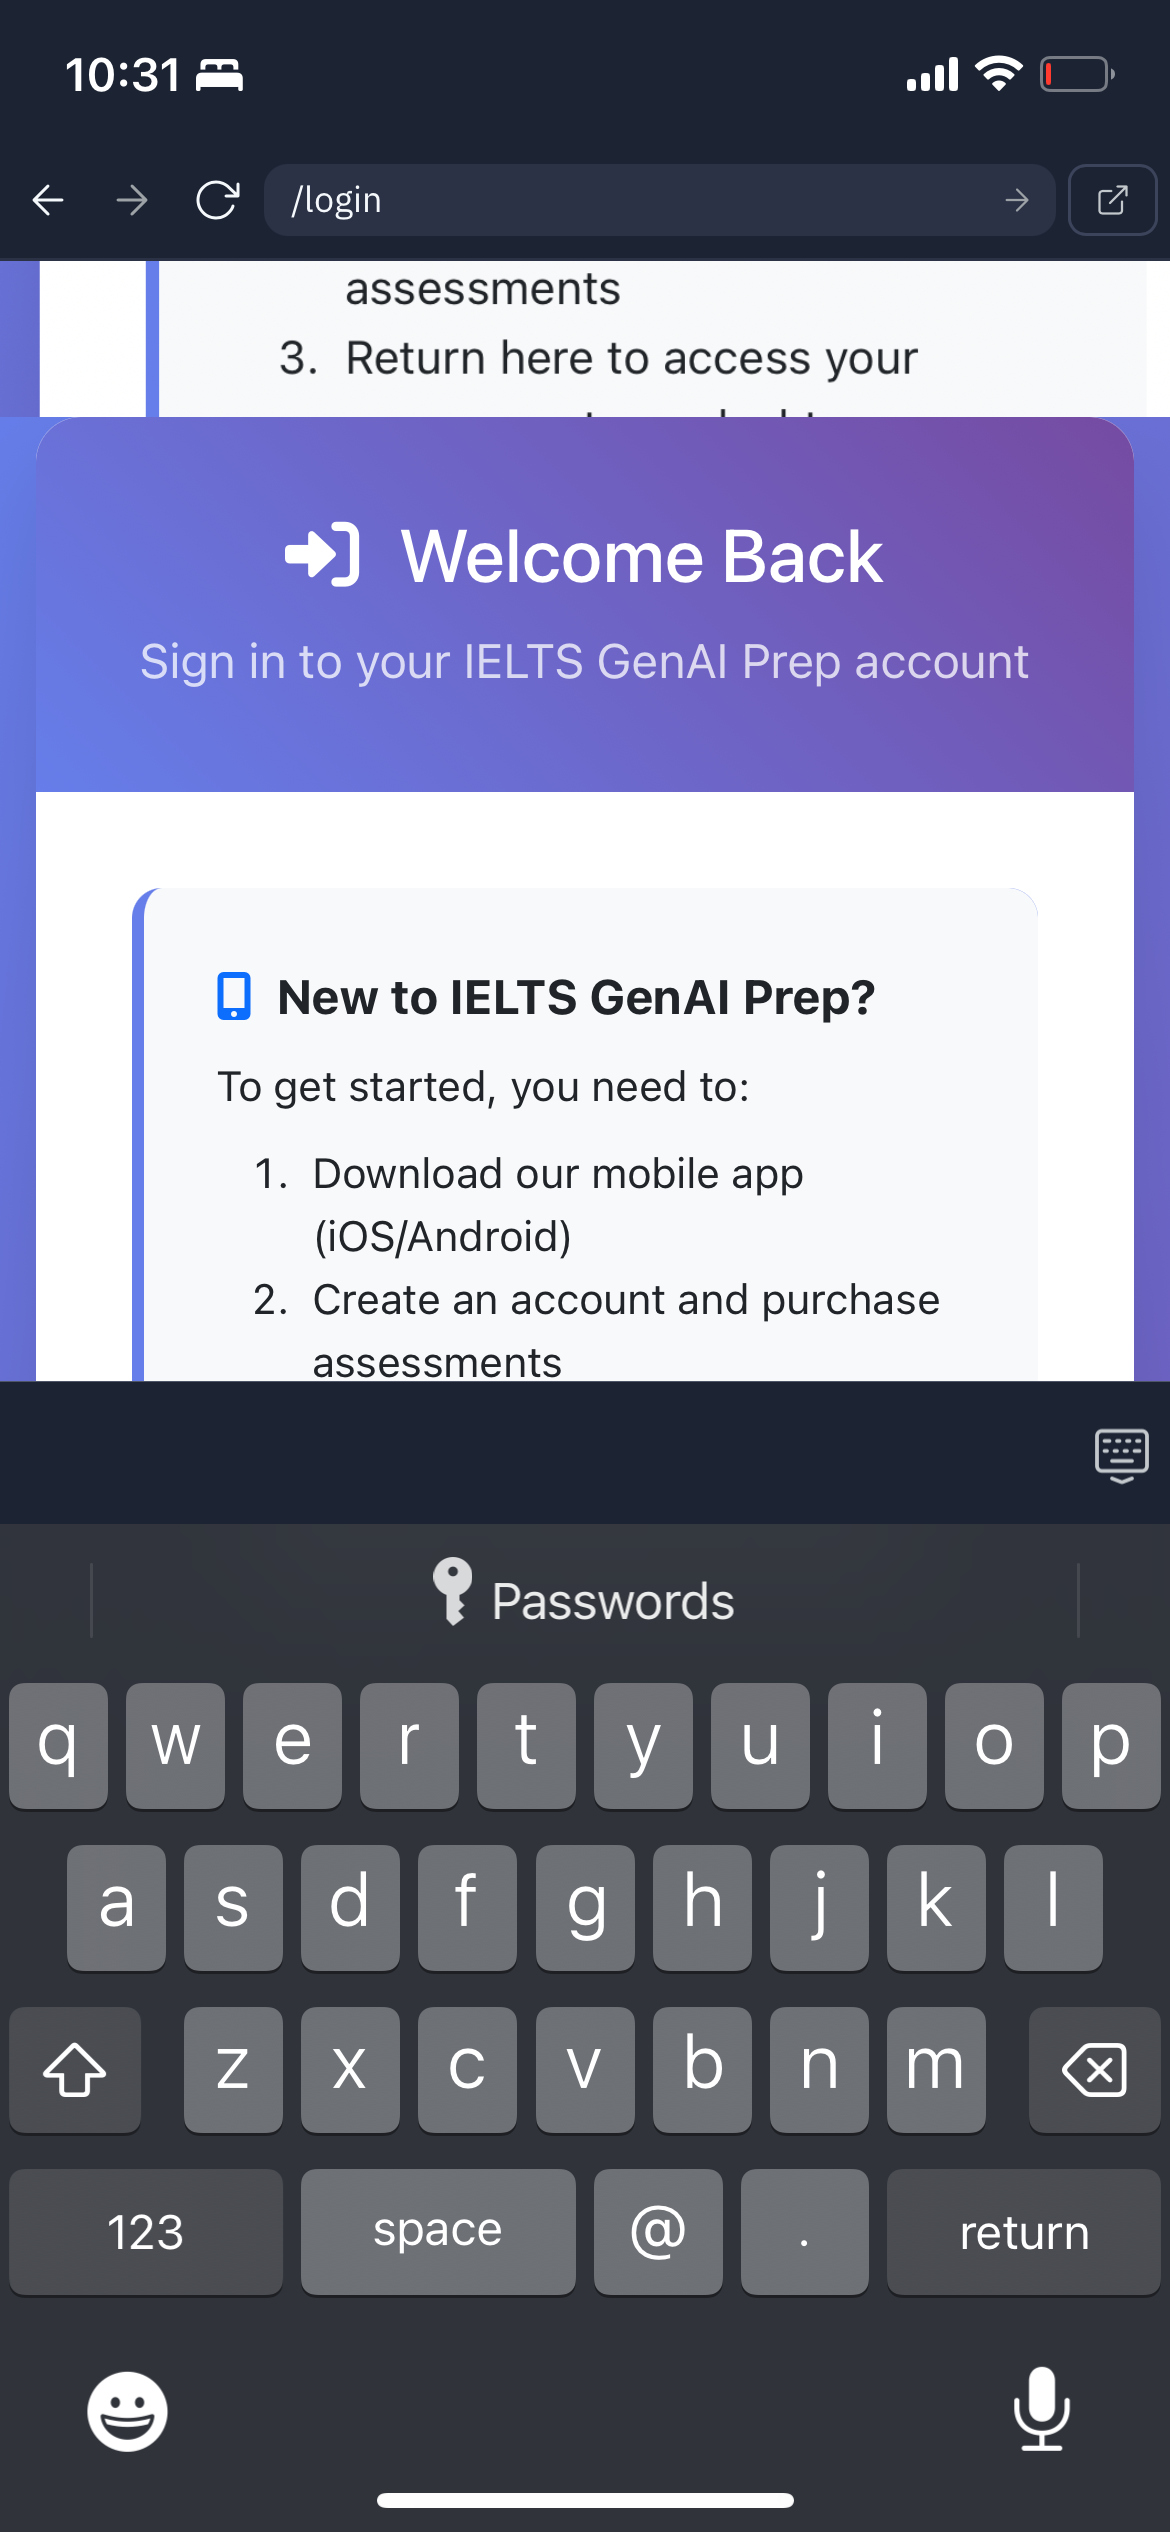 10:31
/login
assessments
3. Return here to access your
Welcome Back
Sign in to your IELTS GenAI Prep account
New to IELTS GenAI Prep?
To get started, you need to:
1. Download our mobile app
(iOS/Android)
2. Create an account and purchase
assessments
Passwords
q w e r t y u i o p
a s d f g h j k l
z x c v b n m
123 space @ . return